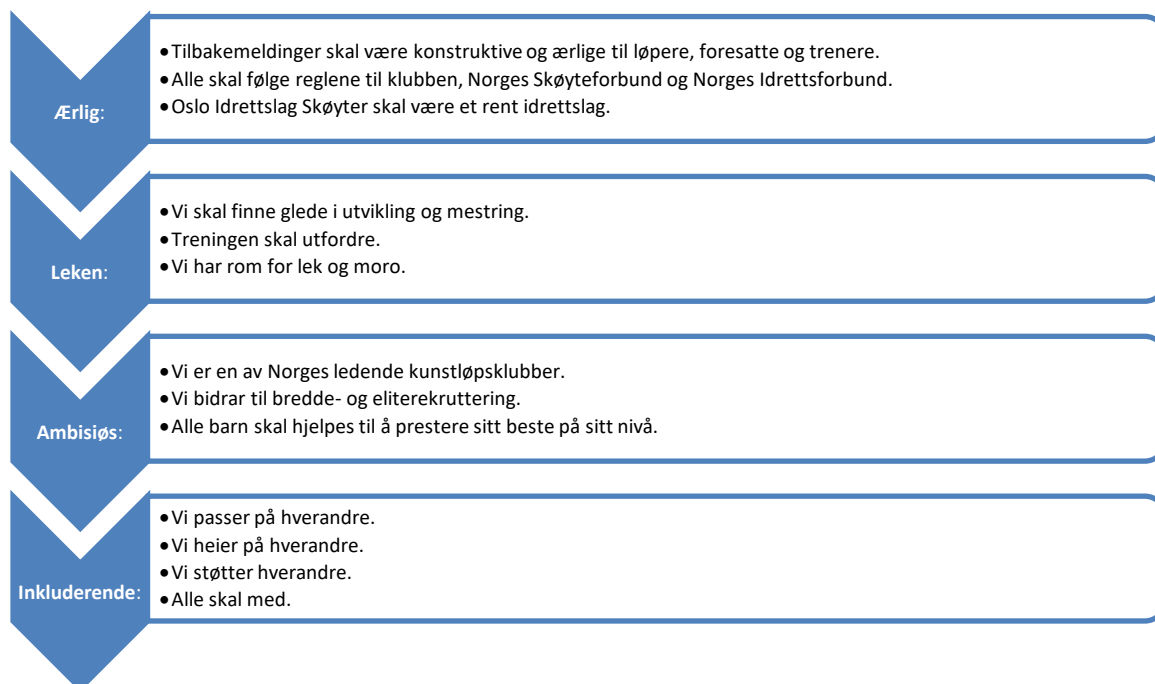 Ærlig:
•Tilbakemeldinger skal være konstruktive og ærlige til løpere, foresatte og trenere.
•Alle skal følge reglene til klubben, Norges Skøyteforbund og Norges Idrettsforbund.
•Oslo Idrettslag Skøyter skal være et rent idrettslag.
Leken:
•Vi skal finne glede i utvikling og mestring.
•Treningen skal utfordre.
•Vi har rom for lek og moro.
Ambisiøs:
•Vi er en av Norges ledende kunstløpsklubber.
•Vi bidrar til bredde- og eliterekruttering.
•Alle barn skal hjelpes til å prestere sitt beste på sitt nivå.
Inkluderende:
•Vi passer på hverandre.
•Vi heier på hverandre.
•Vi støtter hverandre.
•Alle skal med.